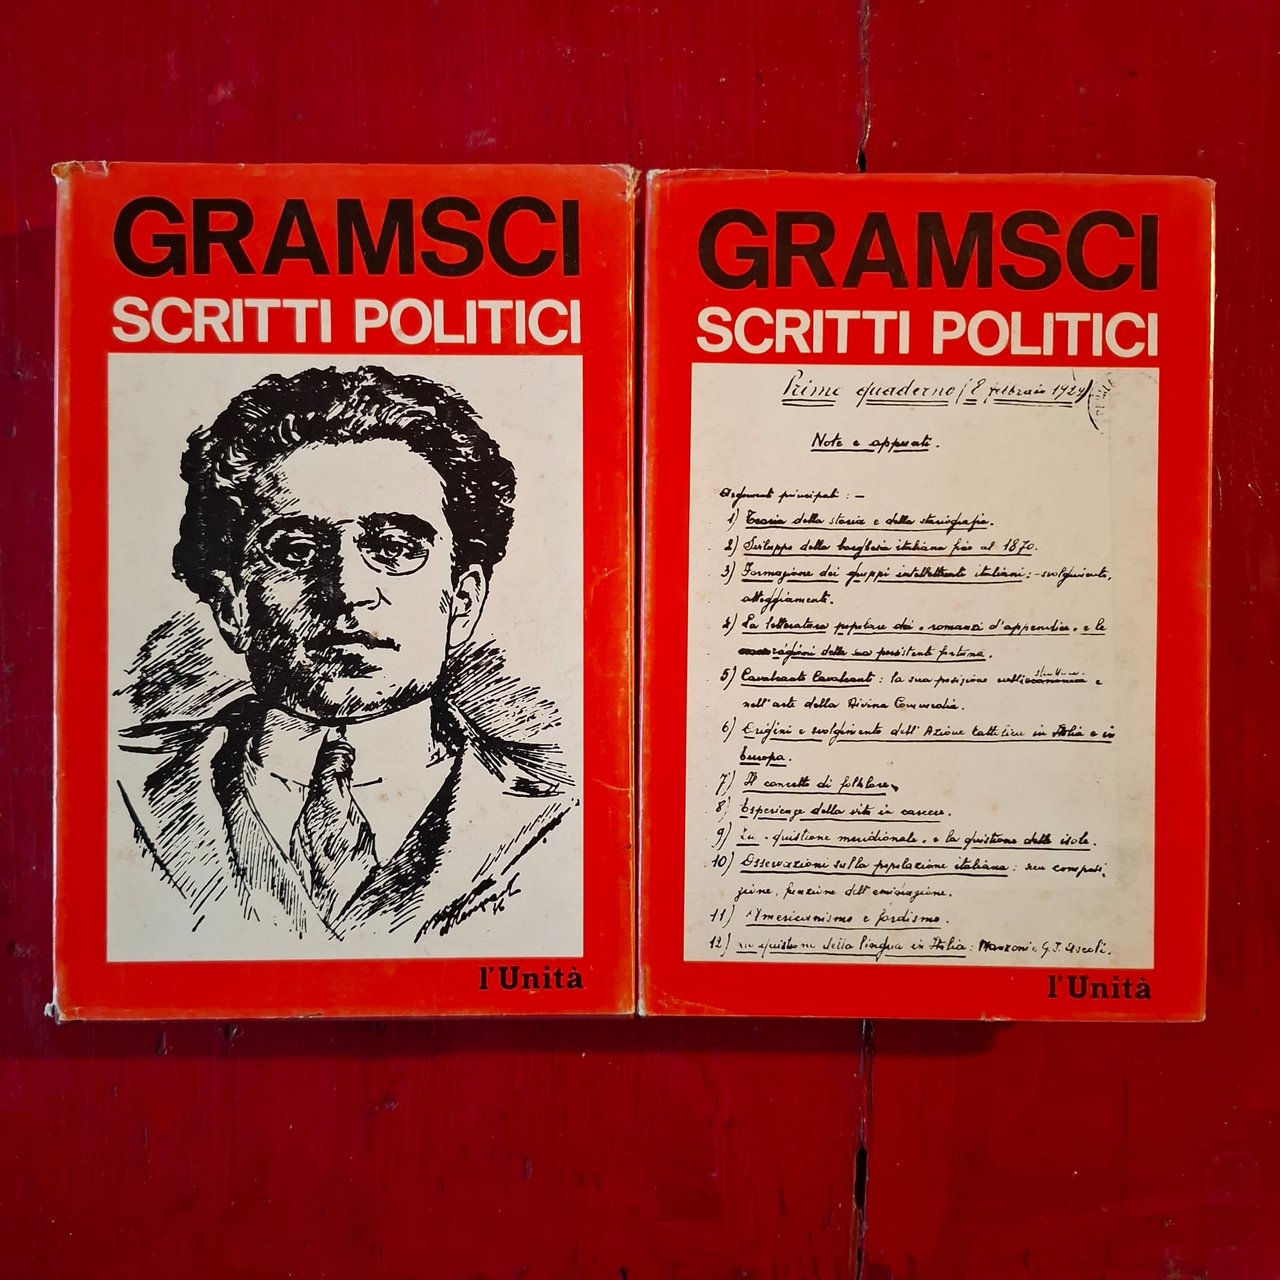 GRAMSCI
SCRITTI POLITICI
l'Unità
GRAMSCI
SCRITTI POLITICI
Primo quaderno (8 febbraio 1929)
Note e appunti.
Argomenti principali : —
1) Teoria della storia e della storiografia.
2) Sviluppo della borghesia italiana fino al 1870.
3) Formazione dei gruppi intellettuali italiani : - svolgimento,
atteggiamenti.
4) La letteratura popolare dei "romanzi d'appendice" e le
ragioni della sua persistente fortuna.
5) Cavalcante Cavalcanti : la sua posizione nella struttura e
nell'arte della Divina Commedia.
6) Origini e svolgimento dell'Azione Cattolica in Italia e in
Europa.
7) Il concetto di folklore.
8) Esperienze della vita in carcere.
9) La "quistione meridionale" e la quistione delle isole.
10) Osservazioni sulla popolazione italiana : sua composi-
zione, funzione dell'emigrazione.
11) Americanismo e fordismo.
12) La quistione della lingua in Italia : Manzoni e G. I. Ascoli.
l'Unità